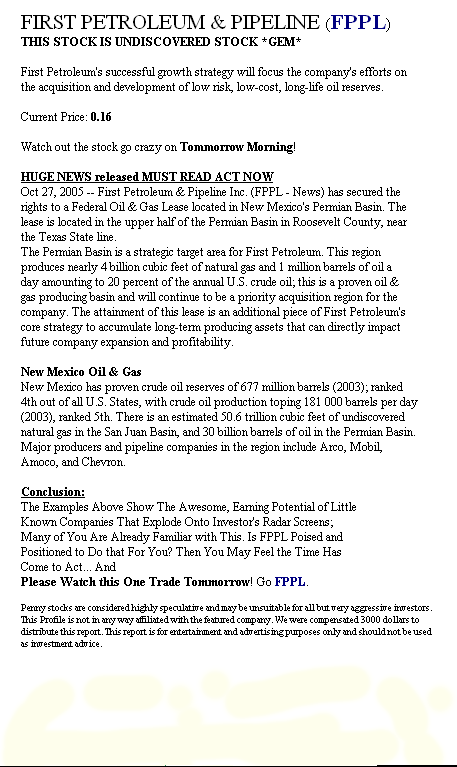 FIRST PETROLEUM & PIPELINE (FPPL)
THIS STOCK IS UNDISCOVERED STOCK *GEM*
First Petroleum's successful growth strategy will focus the company's efforts on
the acquisition and development of low risk, low-cost, long-life oil reserves.
Current Price: 0.16
Watch out the stock go crazy on Tommorrow Morning!
HUGE NEWS released MUST READ ACT NOW
Oct 27, 2005 -- First Petroleum & Pipeline Inc. (FPPL - News) has secured the
rights to a Federal Oil & Gas Lease located in New Mexico's Permian Basin. The
lease is located in the upper half of the Permian Basin in Roosevelt County, near
the Texas State line.
The Permian Basin is a strategic target area for First Petroleum. This region
produces nearly 4 billion cubic feet of natural gas and 1 million barrels of oil a
day amounting to 20 percent of the annual U.S. crude oil; this is a proven oil &
gas producing basin and will continue to be a priority acquisition region for the
company. The attainment of this lease is an additional piece of First Petroleum's
core strategy to accumulate long-term producing assets that can directly impact
future company expansion and profitability.
New Mexico Oil & Gas
New Mexico has proven crude oil reserves of 677 million barrels (2003); ranked
4th out of all U.S. States, with crude oil production toping 181 000 barrels per day
(2003), ranked 5th. There is an estimated 50.6 trillion cubic feet of undiscovered
natural gas in the San Juan Basin, and 30 billion barrels of oil in the Permian Basin.
Major producers and pipeline companies in the region include Arco, Mobil,
Amoco, and Chevron.
Conclusion:
The Examples Above Show The Awesome, Earning Potential of Little
Known Companies That Explode Onto Investor's Radar Screens;
Many of You Are Already Familiar with This. Is FPPL Poised and
Positioned to Do that For You? Then You May Feel the Time Has
Come to Act... And
Please Watch this One Trade Tommorrow! Go FPPL.
Penny stocks are considered highly speculative and may be unsuitable for all but very aggressive investors.
This Profile is not in any way affiliated with the featured company. We were compensated 3000 dollars to
distribute this report. This report is for entertainment and advertising purposes only and should not be used
as investment advice.